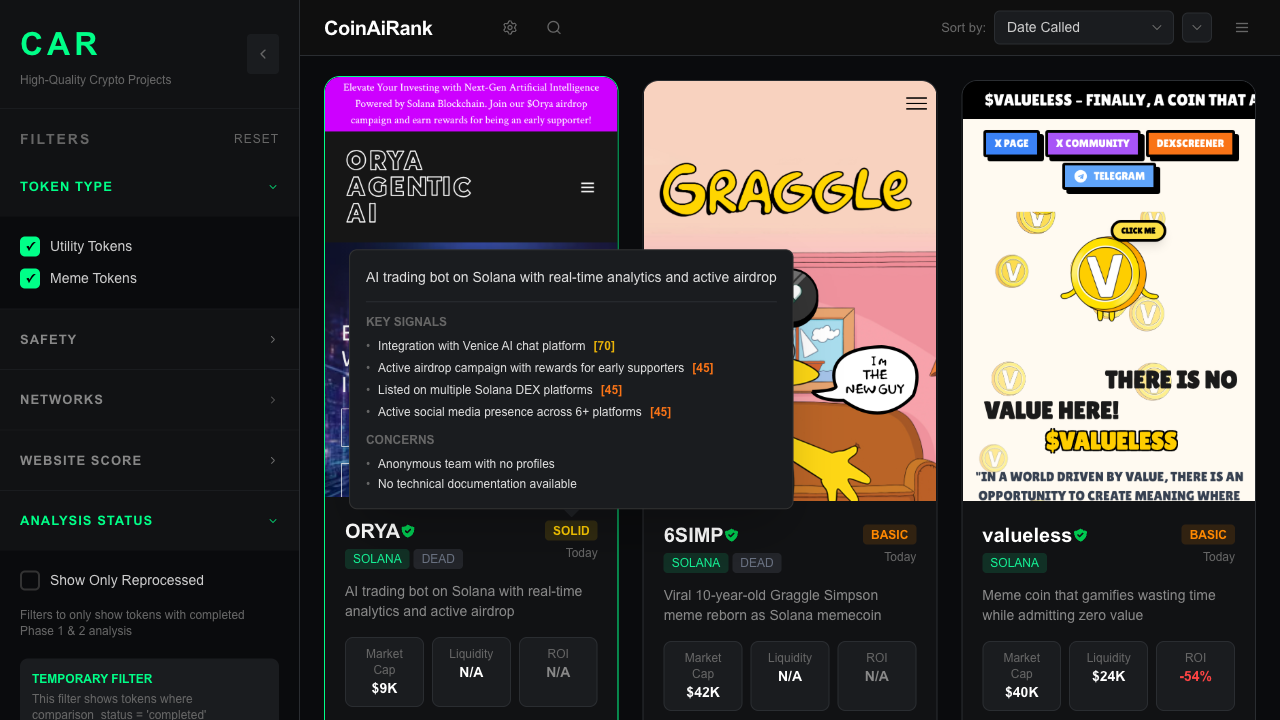 CAR
High-Quality Crypto Projects
FILTERS
RESET
TOKEN TYPE
Utility Tokens
Meme Tokens
SAFETY
NETWORKS
WEBSITE SCORE
ANALYSIS STATUS
Show Only Reprocessed
Filters to only show tokens with completed
Phase 1 & 2 analysis
TEMPORARY FILTER
This filter shows tokens where
comparison_status = 'completed'
CoinAiRank
Sort by:
Date Called
Elevate Your Investing with Next-Gen Artificial Intelligence
Powered by Solana Blockchain. Join our $Orya airdrop
campaign and earn rewards for being an early supporter!
ORYA
AGENTIC
AI
AI trading bot on Solana with real-time analytics and active airdrop
KEY SIGNALS
• Integration with Venice AI chat platform [70]
• Active airdrop campaign with rewards for early supporters [45]
• Listed on multiple Solana DEX platforms [45]
• Active social media presence across 6+ platforms [45]
CONCERNS
• Anonymous team with no profiles
• No technical documentation available
ORYA
SOLID
SOLANA
DEAD
Today
AI trading bot on Solana with real-time
analytics and active airdrop
Market
Cap
$9K
Liquidity
N/A
ROI
N/A
GRAGGLE
I'M
THE
NEW GUY
6SIMP
BASIC
SOLANA
DEAD
Today
Viral 10-year-old Graggle Simpson
meme reborn as Solana memecoin
Market
Cap
$42K
Liquidity
N/A
ROI
N/A
$VALUELESS – FINALLY, A COIN THAT A
X PAGE
X COMMUNITY
DEXSCREENER
TELEGRAM
CLICK ME
THERE IS NO
VALUE HERE!
$VALUELESS
"IN A WORLD DRIVEN BY VALUE, THERE IS AN
OPPORTUNITY TO CREATE MEANING WHERE
valueless
BASIC
SOLANA
Today
Meme coin that gamifies wasting time
while admitting zero value
Market
Cap
$40K
Liquidity
$24K
ROI
-54%